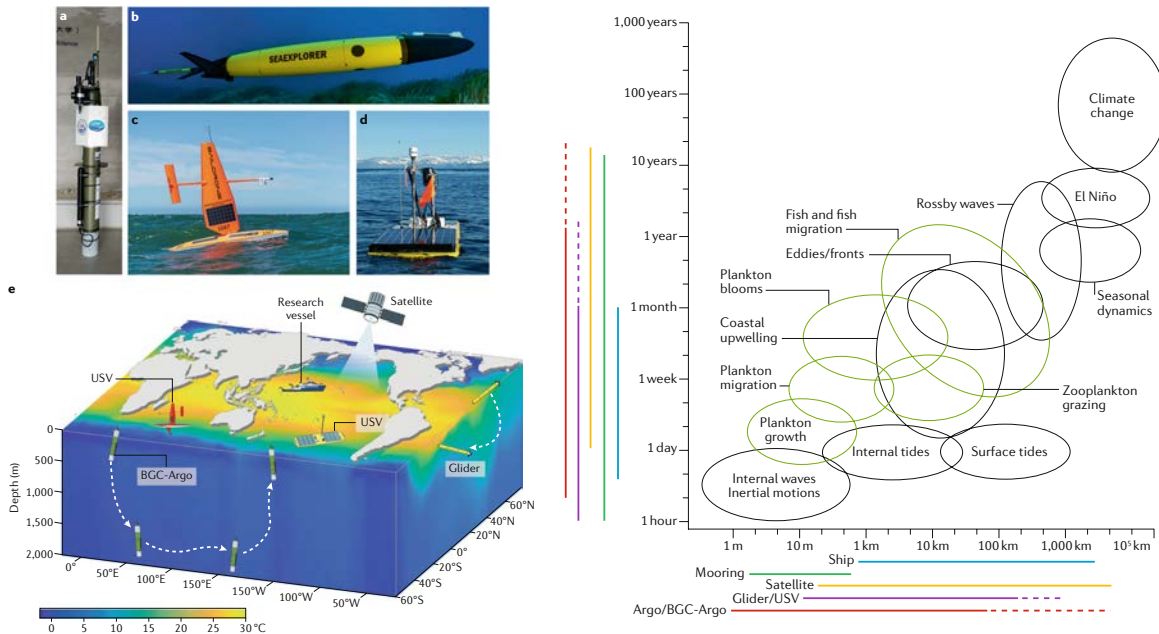 a
b
SEAEXPLORER
c
d
e
Research
vessel
Satellite
USV
USV
Glider
BGC-Argo
Depth (m)
0
500
1,000
1,500
2,000
0°
50°E
100°E
150°E
150°W
100°W
50°W
60°N
40°N
20°N
0°
20°S
40°S
60°S
0 5 10 15 20 25 30 °C
1,000 years
100 years
10 years
1 year
1 month
1 week
1 day
1 hour
Climate
change
El Niño
Rossby waves
Fish and fish
migration
Eddies/fronts
Plankton
blooms
Seasonal
dynamics
Coastal
upwelling
Plankton
migration
Zooplankton
grazing
Plankton
growth
Internal tides
Surface tides
Internal waves
Inertial motions
1 m 10 m 1 km 10 km 100 km 1,000 km 10⁵ km
Ship
Mooring
Satellite
Glider/USV
Argo/BGC-Argo